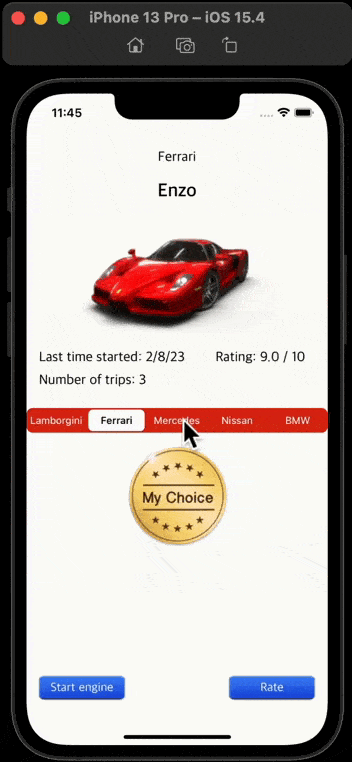 iPhone 13 Pro – iOS 15.4
11:45
Ferrari
Enzo
Last time started: 2/8/23 Rating: 9.0 / 10
Number of trips: 3
Lamborgini Ferrari Mercedes Nissan BMW
My Choice
Start engine Rate